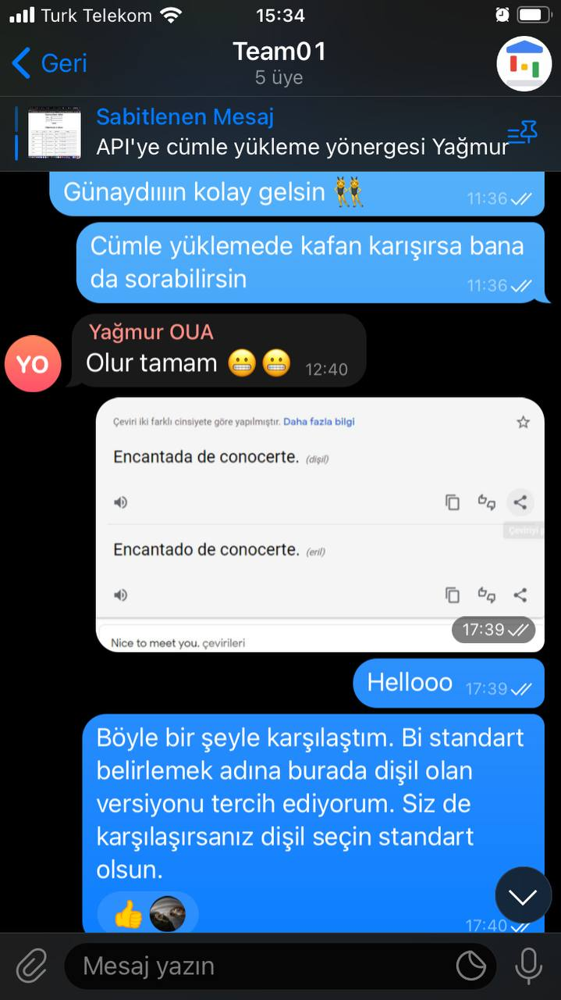 Turk Telekom
15:34
Geri
Team01
5 üye
Sabitlenen Mesaj
API'ye cümle yükleme yönergesi Yağmur
Günaydııııın kolay gelsin 👯
11:36
Cümle yüklemede kafan karışırsa bana
da sorabilirsin
11:36
Yağmur OUA
YO
Olur tamam 😬 😬
12:40
Çeviri iki farklı cinsiyete göre yapılmıştır. Daha fazla bilgi
Encantada de conocerte. (dişil)
Encantado de conocerte. (eril)
17:39
Nice to meet you. çevirileri
Hellooo
17:39
Böyle bir şeyle karşılaştım. Bi standart
belirlemek adına burada dişil olan
versiyonu tercih ediyorum. Siz de
karşılaşırsanız dişil seçin standart
olsun.
👍
17:40
Mesaj yazın